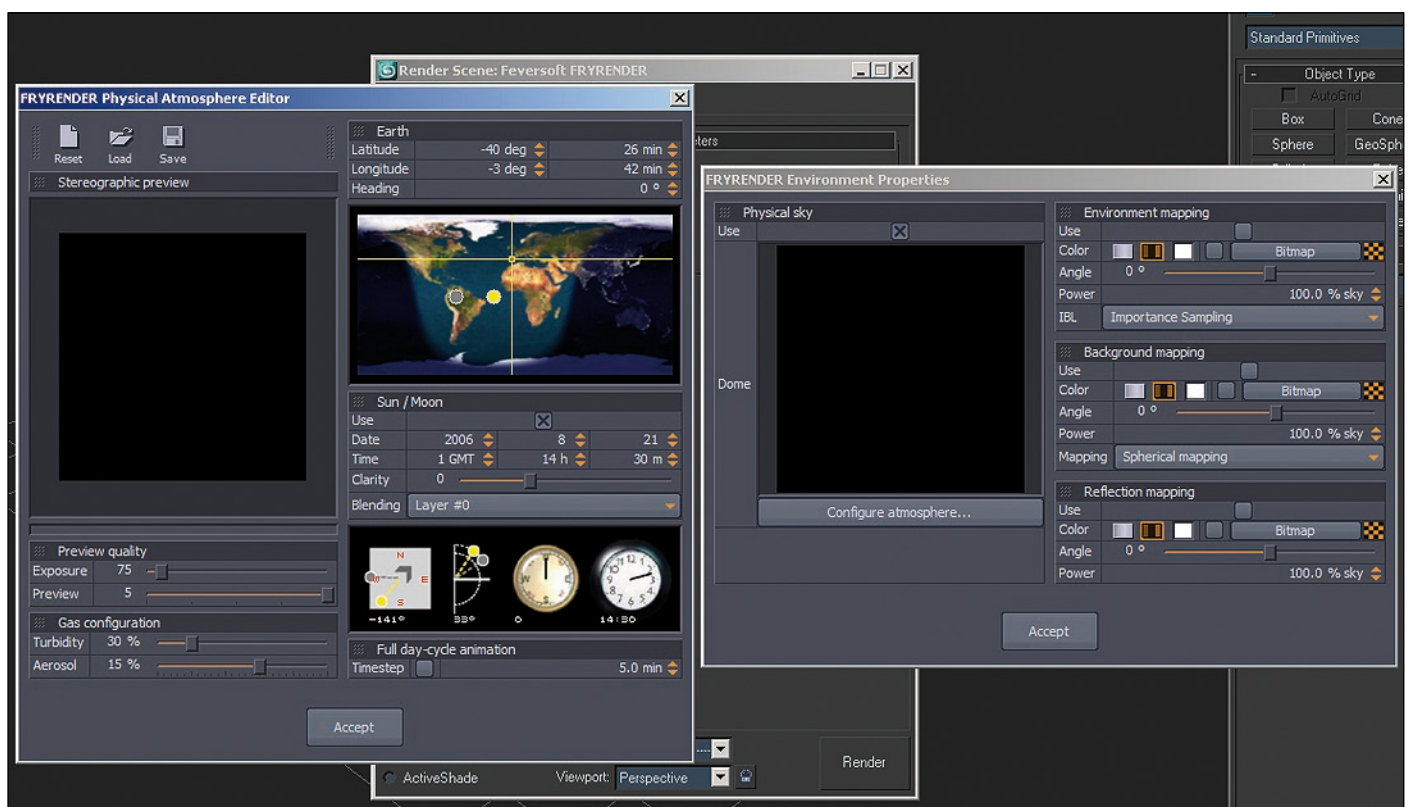 Standard Primitives
- Object Type
AutoGrid
Box Cone
Sphere GeoSph
Render Scene: Feversoft FRYRENDER
FRYRENDER Physical Atmosphere Editor
Reset Load Save
Stereographic preview
Preview quality
Exposure 75
Preview 5
Gas configuration
Turbidity 30 %
Aerosol 15 %
Earth
Latitude -40 deg 26 min
Longitude -3 deg 42 min
Heading 0 º
Sun / Moon
Use
Date 2006 8 21
Time 1 GMT 14 h 30 m
Clarity 0
Blending Layer #0
N
E
S
-141º 33º 0 14:30
Full day-cycle animation
Timestep 5.0 min
Accept
FRYRENDER Environment Properties
Physical sky
Use
Dome
Configure atmosphere...
Environment mapping
Use
Color Bitmap
Angle 0 º
Power 100.0 % sky
IBL Importance Sampling
Background mapping
Use
Color Bitmap
Angle 0 º
Power 100.0 % sky
Mapping Spherical mapping
Reflection mapping
Use
Color Bitmap
Angle 0 º
Power 100.0 % sky
Accept
ActiveShade Viewport: Perspective
Render